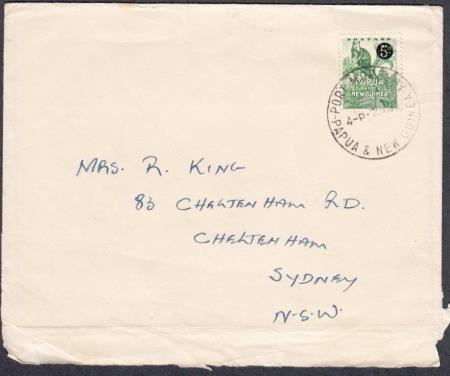 POSTAGE
5D
PAPUA
NEW GUINEA
PORT
4-P
PAPUA & NEW GUINEA
MRS. R. KING
83 CHELTENHAM RD.
CHELTENHAM
SYDNEY
N.S.W.